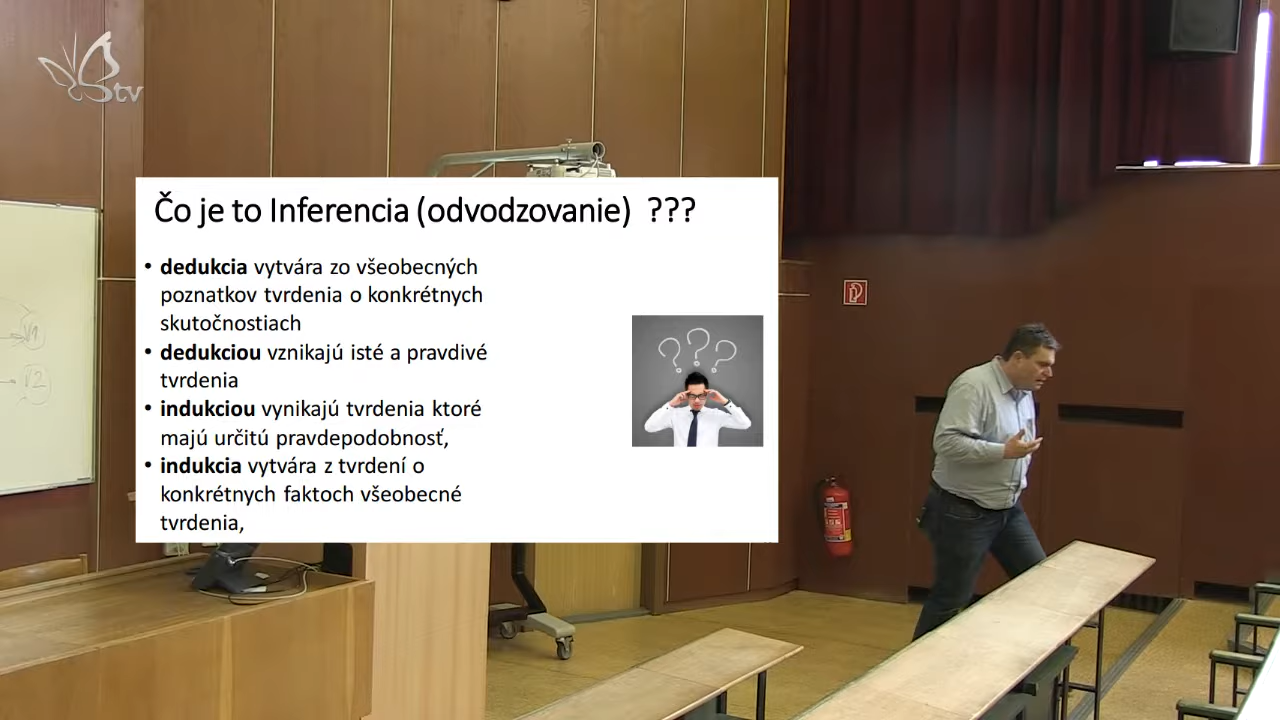 tv
Čo je to Inferencia (odvodzovanie) ???
• dedukcia vytvára zo všeobecných
poznatkov tvrdenia o konkrétnych
skutočnostiach
• dedukciou vznikajú isté a pravdivé
tvrdenia
• indukciou vynikajú tvrdenia ktoré
majú určitú pravdepodobnosť,
• indukcia vytvára z tvrdení o
konkrétnych faktoch všeobecné
tvrdenia,